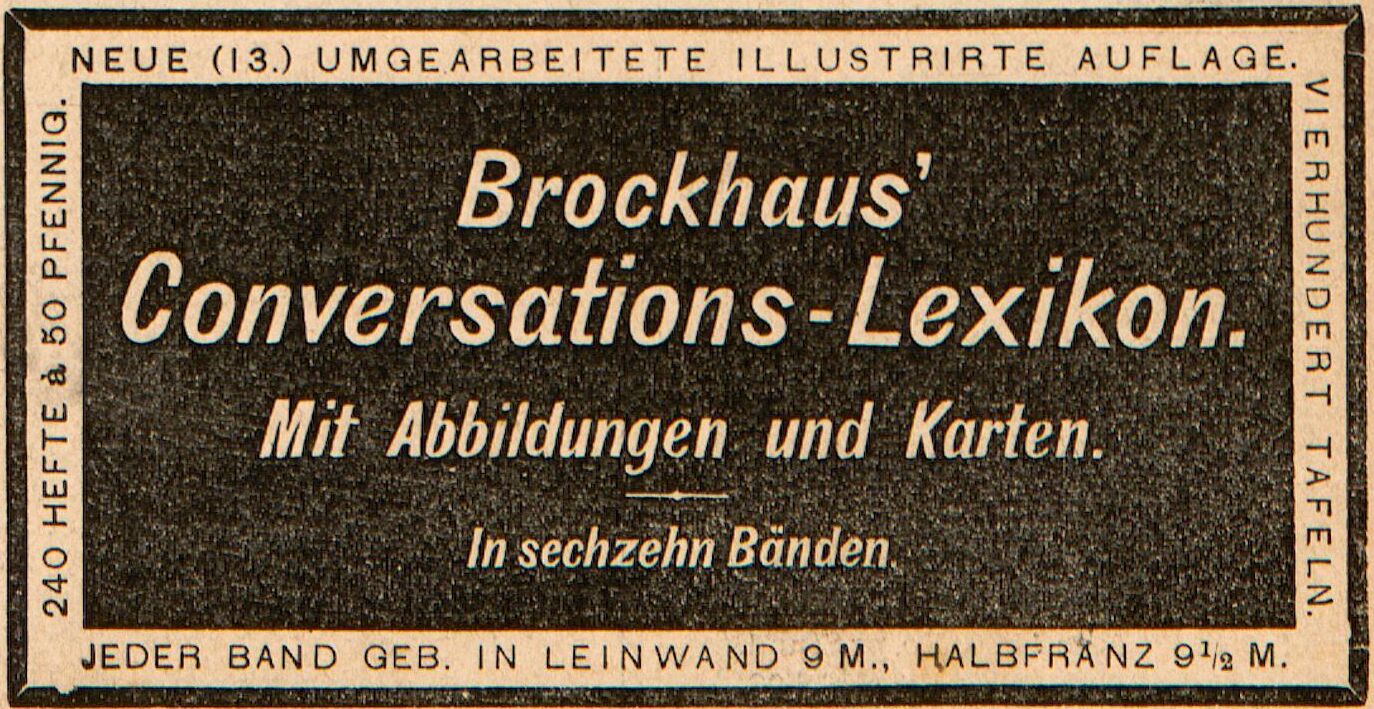 NEUE (13.) UMGEARBEITETE ILLUSTRIRTE AUFLAGE.
240 HEFTE à 50 PFENNIG.
Brockhaus’
Conversations-Lexikon.
Mit Abbildungen und Karten.
In sechzehn Bänden.
VIERHUNDERT TAFELN.
JEDER BAND GEB. IN LEINWAND 9 M., HALBFRANZ 9½ M.